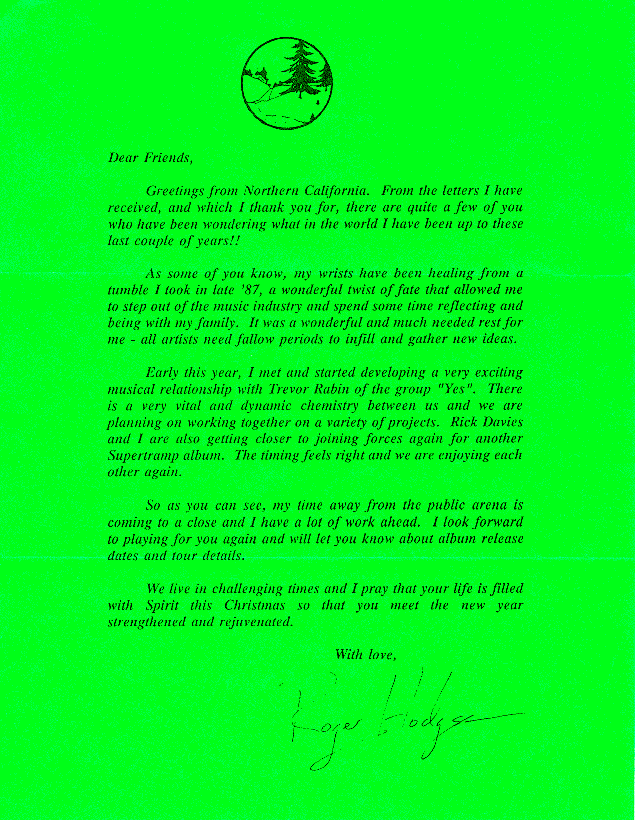 Dear Friends,
Greetings from Northern California. From the letters I have
received, and which I thank you for, there are quite a few of you
who have been wondering what in the world I have been up to these
last couple of years!!
As some of you know, my wrists have been healing from a
tumble I took in late '87, a wonderful twist of fate that allowed me
to step out of the music industry and spend some time reflecting and
being with my family. It was a wonderful and much needed rest for
me - all artists need fallow periods to infill and gather new ideas.
Early this year, I met and started developing a very exciting
musical relationship with Trevor Rabin of the group "Yes". There
is a very vital and dynamic chemistry between us and we are
planning on working together on a variety of projects. Rick Davies
and I are also getting closer to joining forces again for another
Supertramp album. The timing feels right and we are enjoying each
other again.
So as you can see, my time away from the public arena is
coming to a close and I have a lot of work ahead. I look forward
to playing for you again and will let you know about album release
dates and tour details.
We live in challenging times and I pray that your life is filled
with Spirit this Christmas so that you meet the new year
strengthened and rejuvenated.
With love,
Roger Hodgson